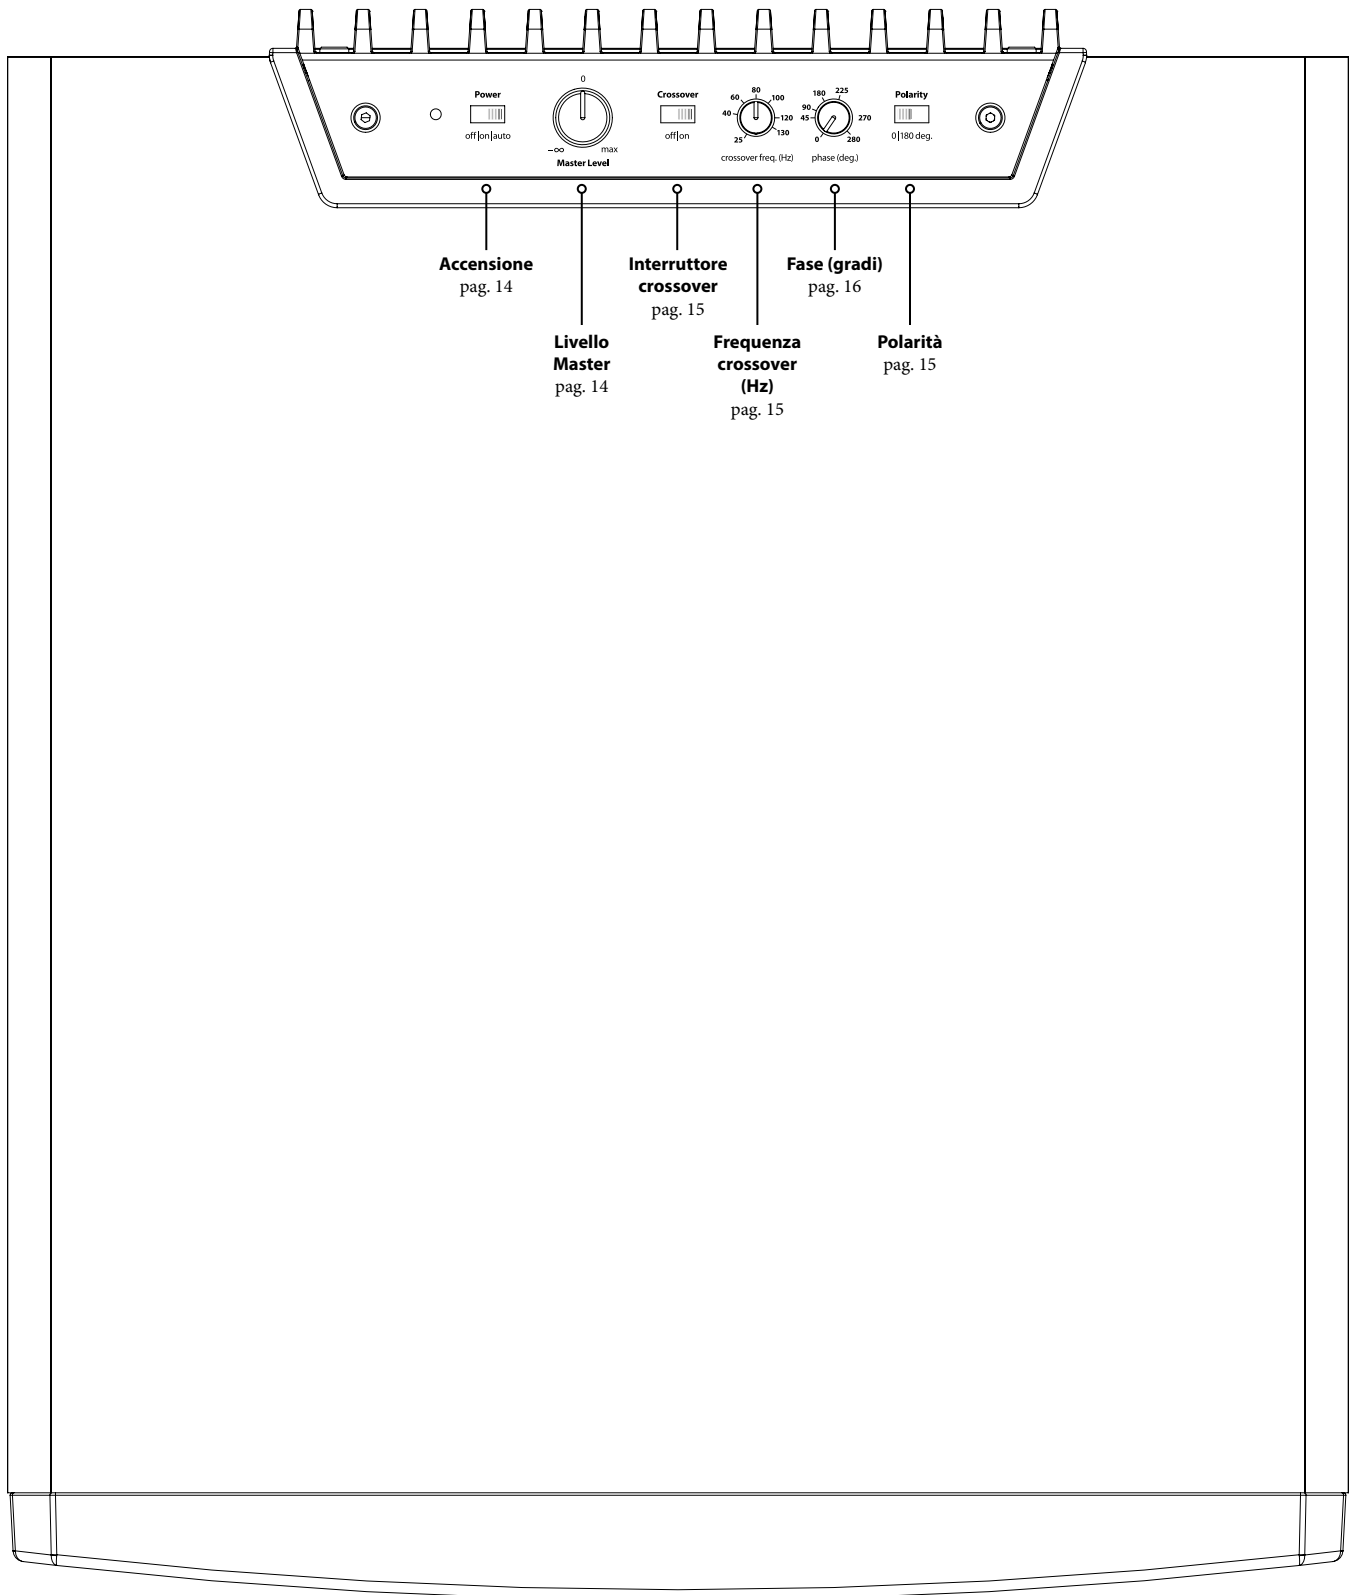 0
Power
off|on|auto
−∞
max
Master Level
Crossover
off|on
80
60
100
40
120
130
25
crossover freq. (Hz)
180
225
90
45
270
0
280
phase (deg.)
Polarity
0|180 deg.
Accensione
pag. 14
Interruttore
crossover
pag. 15
Fase (gradi)
pag. 16
Livello
Master
pag. 14
Frequenza
crossover
(Hz)
pag. 15
Polarità
pag. 15